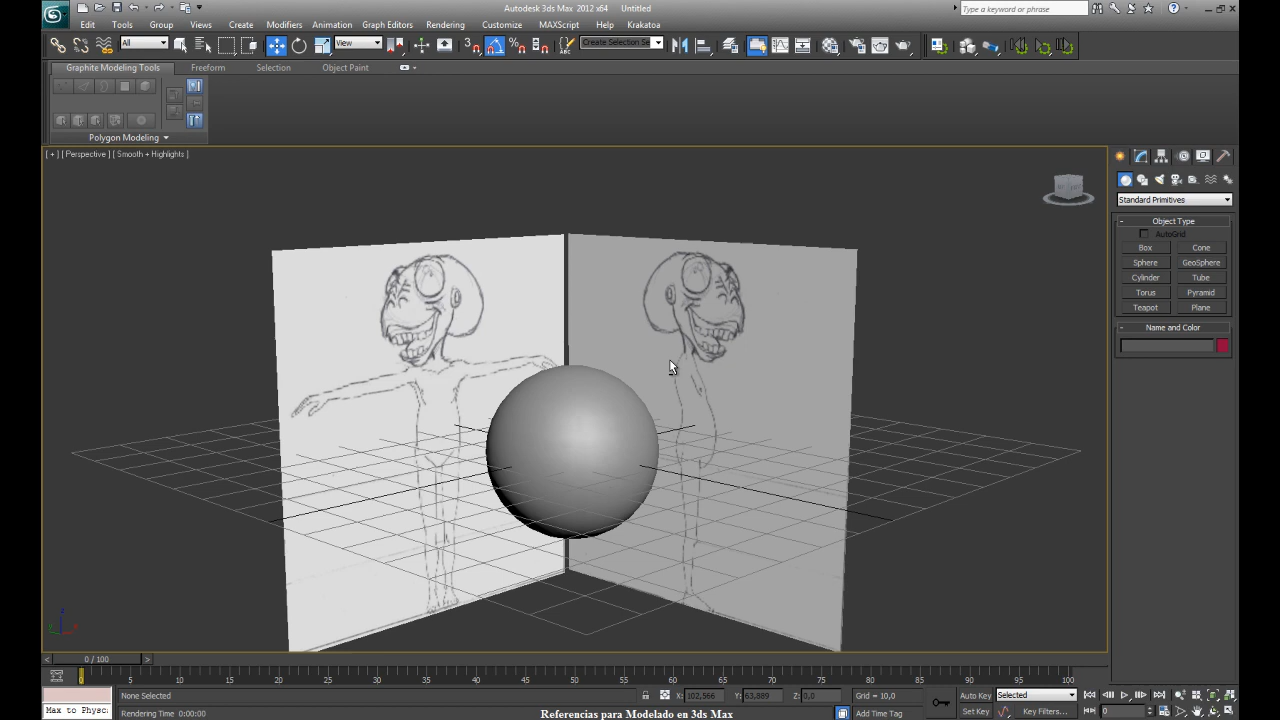 Autodesk 3ds Max 2012 x64 Untitled
Type a keyword or phrase
Edit Tools Group Views Create Modifiers Animation Graph Editors Rendering Customize MAXScript Help Krakatoa
All View Create Selection Se
Graphite Modeling Tools Freeform Selection Object Paint
Polygon Modeling
[ + ] [ Perspective ] [ Smooth + Highlights ]
Standard Primitives
Object Type
AutoGrid
Box Cone
Sphere GeoSphere
Cylinder Tube
Torus Pyramid
Teapot Plane
Name and Color
0 / 100
0 5 10 15 20 25 30 35 40 45 50 55 60 65 70 75 80 85 90 95 100
None Selected X: 102,566 Y: 63,889 Z: 0,0 Grid = 10,0 Auto Key Selected
Max to Physc Rendering Time 0:00:00 Referencias para Modelado en 3ds Max Add Time Tag Set Key Key Filters... 0